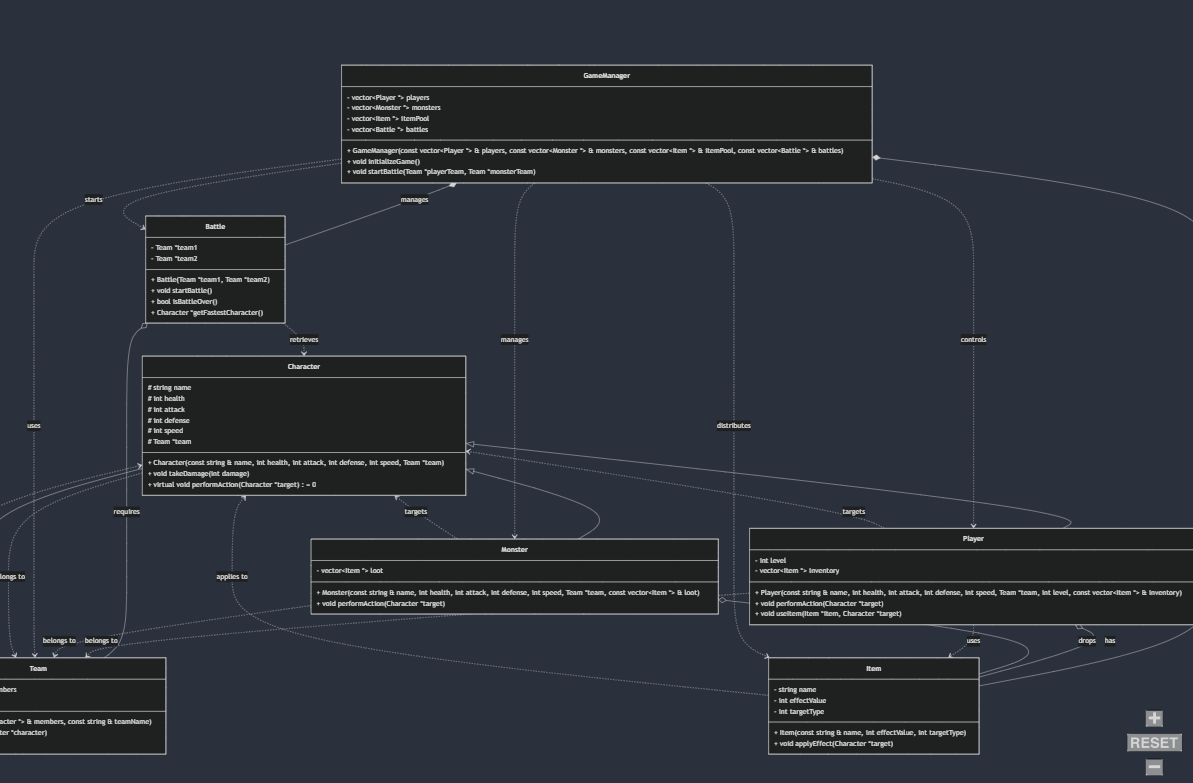 GameManager
- vector<Player *> players
- vector<Monster *> monsters
- vector<Item *> ItemPool
- vector<Battle *> battles
+ GameManager(const vector<Player *> & players, const vector<Monster *> & monsters, const vector<Item *> & ItemPool, const vector<Battle *> & battles)
+ void initializeGame()
+ void startBattle(Team *playerTeam, Team *monsterTeam)
starts
manages
Battle
- Team *team1
- Team *team2
+ Battle(Team *team1, Team *team2)
+ void startBattle()
+ bool isBattleOver()
+ Character *getFastestCharacter()
retrieves
manages
controls
Character
# string name
# int health
# int attack
# int defense
# int speed
# Team *team
+ Character(const string & name, int health, int attack, int defense, int speed, Team *team)
+ void takeDamage(int damage)
+ virtual void performAction(Character *target) : = 0
uses
distributes
requires
targets
targets
Monster
- vector<Item *> loot
+ Monster(const string & name, int health, int attack, int defense, int speed, Team *team, const vector<Item *> & loot)
+ void performAction(Character *target)
Player
- int level
- vector<Item *> inventory
+ Player(const string & name, int health, int attack, int defense, int speed, Team *team, int level, const vector<Item *> & inventory)
+ void performAction(Character *target)
+ void useItem(Item *item, Character *target)
longs to
applies to
belongs to
belongs to
uses
drops
has
Team
mbers
acter *> & members, const string & teamName)
ter *character)
Item
- string name
- int effectValue
- int targetType
+ Item(const string & name, int effectValue, int targetType)
+ void applyEffect(Character *target)
+
RESET
−